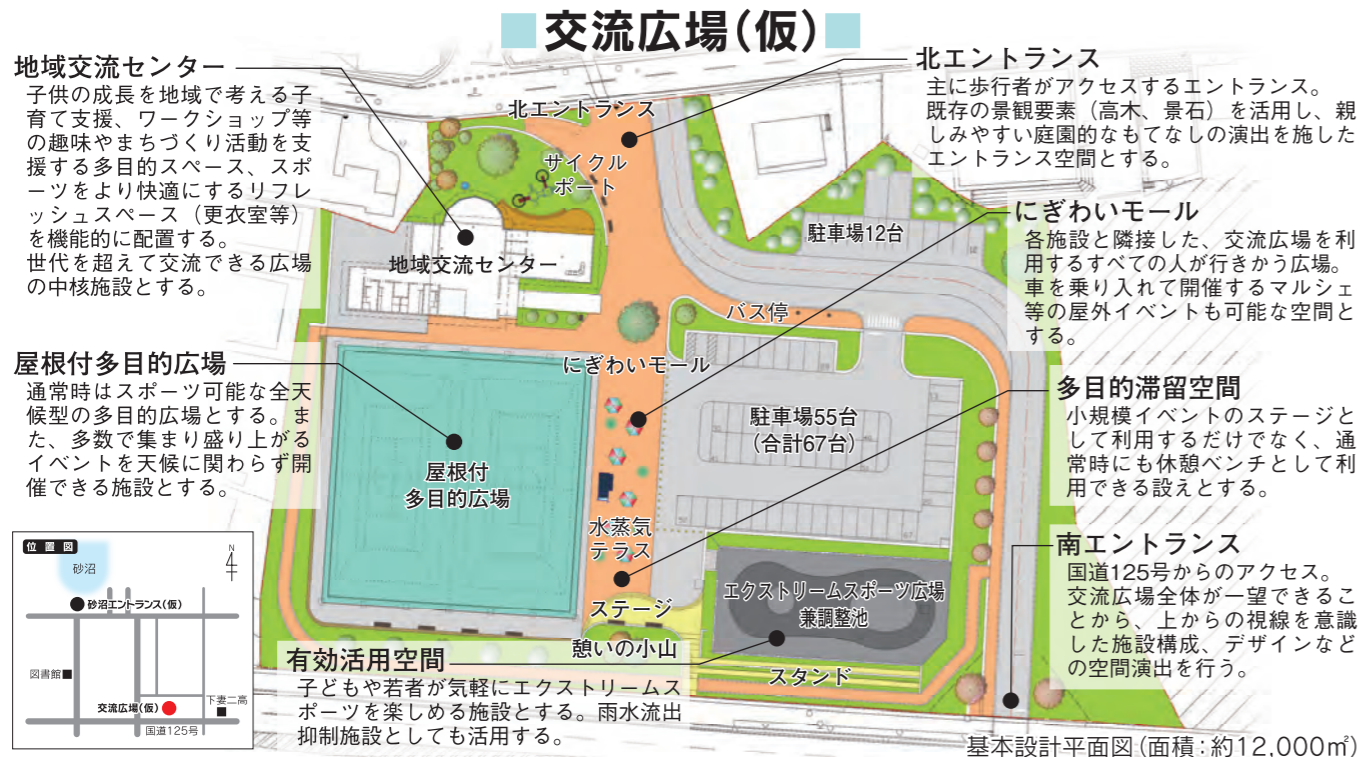 交流広場(仮)
地域交流センター
子供の成長を地域で考える子
育て支援、ワークショップ等
の趣味やまちづくり活動を支
援する多目的スペース、スポ
ーツをより快適にするリフレ
ッシュスペース（更衣室等）
を機能的に配置する。
世代を超えて交流できる広場
の中核施設とする。
屋根付多目的広場
通常時はスポーツ可能な全天
候型の多目的広場とする。ま
た、多数で集まり盛り上がる
イベントを天候に関わらず開
催できる施設とする。
北エントランス
主に歩行者がアクセスするエントランス。
既存の景観要素（高木、景石）を活用し、親
しみやすい庭園的なもてなしの演出を施した
エントランス空間とする。
にぎわいモール
各施設と隣接した、交流広場を利
用するすべての人が行きかう広場。
車を乗り入れて開催するマルシェ
等の屋外イベントも可能な空間と
する。
多目的滞留空間
小規模イベントのステージと
して利用するだけでなく、通
常時にも休憩ベンチとして利
用できる設えとする。
南エントランス
国道125号からのアクセス。
交流広場全体が一望できるこ
とから、上からの視線を意識
した施設構成、デザインなど
の空間演出を行う。
有効活用空間
子どもや若者が気軽にエクストリームス
ポーツを楽しめる施設とする。雨水流出
抑制施設としても活用する。
北エントランス
サイクル
ポート
地域交流センター
駐車場12台
バス停
にぎわいモール
駐車場55台
(合計67台)
屋根付
多目的広場
水蒸気
テラス
エクストリームスポーツ広場
兼調整池
ステージ
憩いの小山
スタンド
位置図
N
砂沼
砂沼エントランス(仮)
図書館
交流広場(仮)
下妻二高
国道125号
基本設計平面図(面積：約12,000㎡)